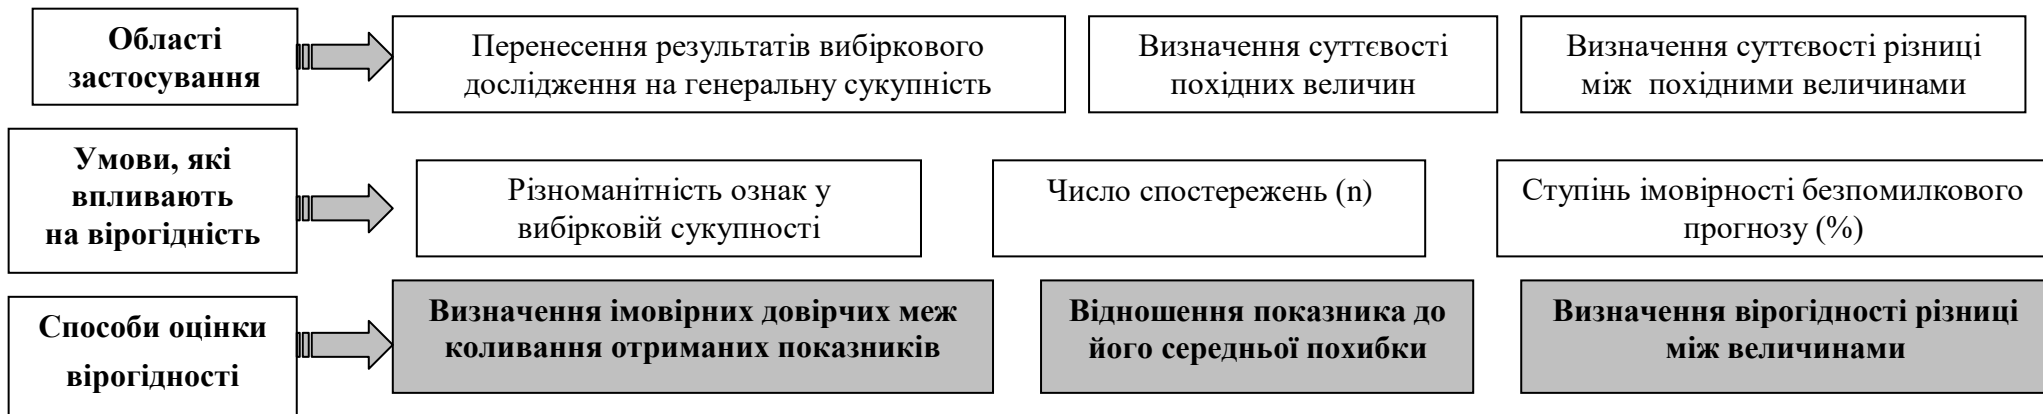 Області
застосування
Перенесення результатів вибіркового
дослідження на генеральну сукупність
Визначення суттєвості
похідних величин
Визначення суттєвості різниці
між похідними величинами
Умови, які
впливають
на вірогідність
Різноманітність ознак у
вибірковій сукупності
Число спостережень (n)
Ступінь імовірності безпомилкового
прогнозу (%)
Способи оцінки
вірогідності
Визначення імовірних довірчих меж
коливання отриманих показників
Відношення показника до
його середньої похибки
Визначення вірогідності різниці
між величинами